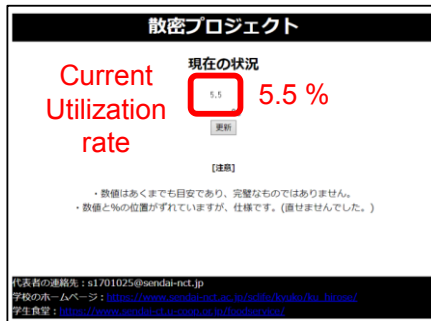 散密プロジェクト
現在の状況
Current
Utilization
rate
5.5
%
5.5 %
更新
[注意]
・数値はあくまでも目安であり、完璧なものではありません。
・数値と%の位置がずれていますが、仕様です。(直せませんでした。)
代表者の連絡先：s1701025@sendai-nct.jp
学校のホームページ：
学生食堂：